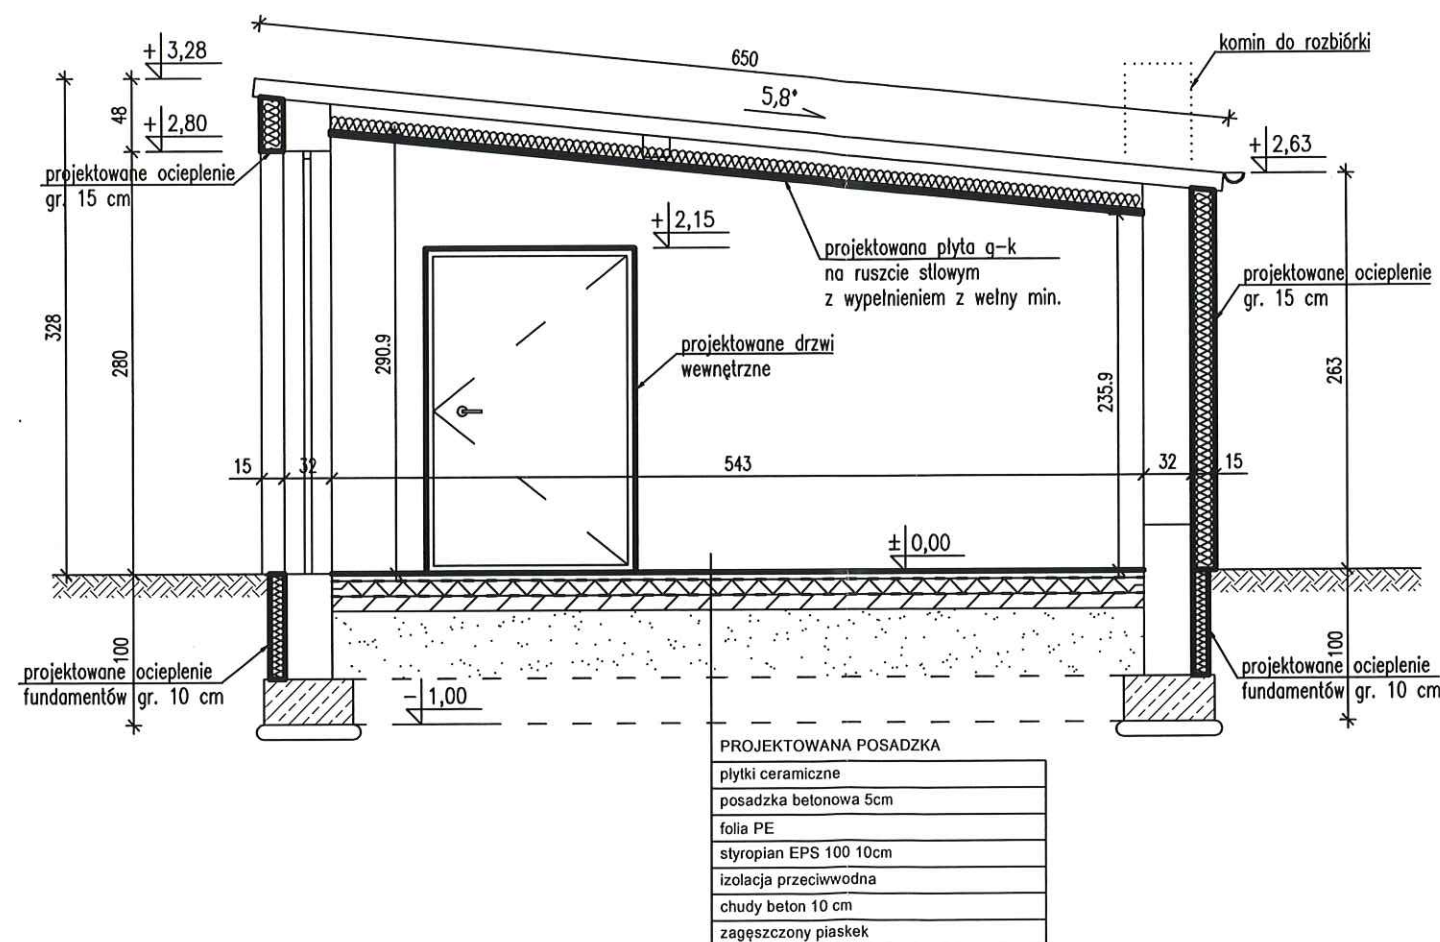 650
komin do rozbiórki
+ 3,28
5,8°
48
+ 2,80
+ 2,63
projektowane ocieplenie
gr. 15 cm
+ 2,15
projektowana płyta g-k
na ruszcie stlowym
z wypełnieniem z wełny min.
projektowane ocieplenie
gr. 15 cm
328
280
290.9
projektowane drzwi
wewnętrzne
235.9
263
15
32
543
32
15
± 0,00
100
100
projektowane ocieplenie
fundamentów gr. 10 cm
- 1,00
projektowane ocieplenie
fundamentów gr. 10 cm
PROJEKTOWANA POSADZKA
płytki ceramiczne
posadzka betonowa 5cm
folia PE
styropian EPS 100 10cm
izolacja przeciwwodna
chudy beton 10 cm
zagęszczony piaskek